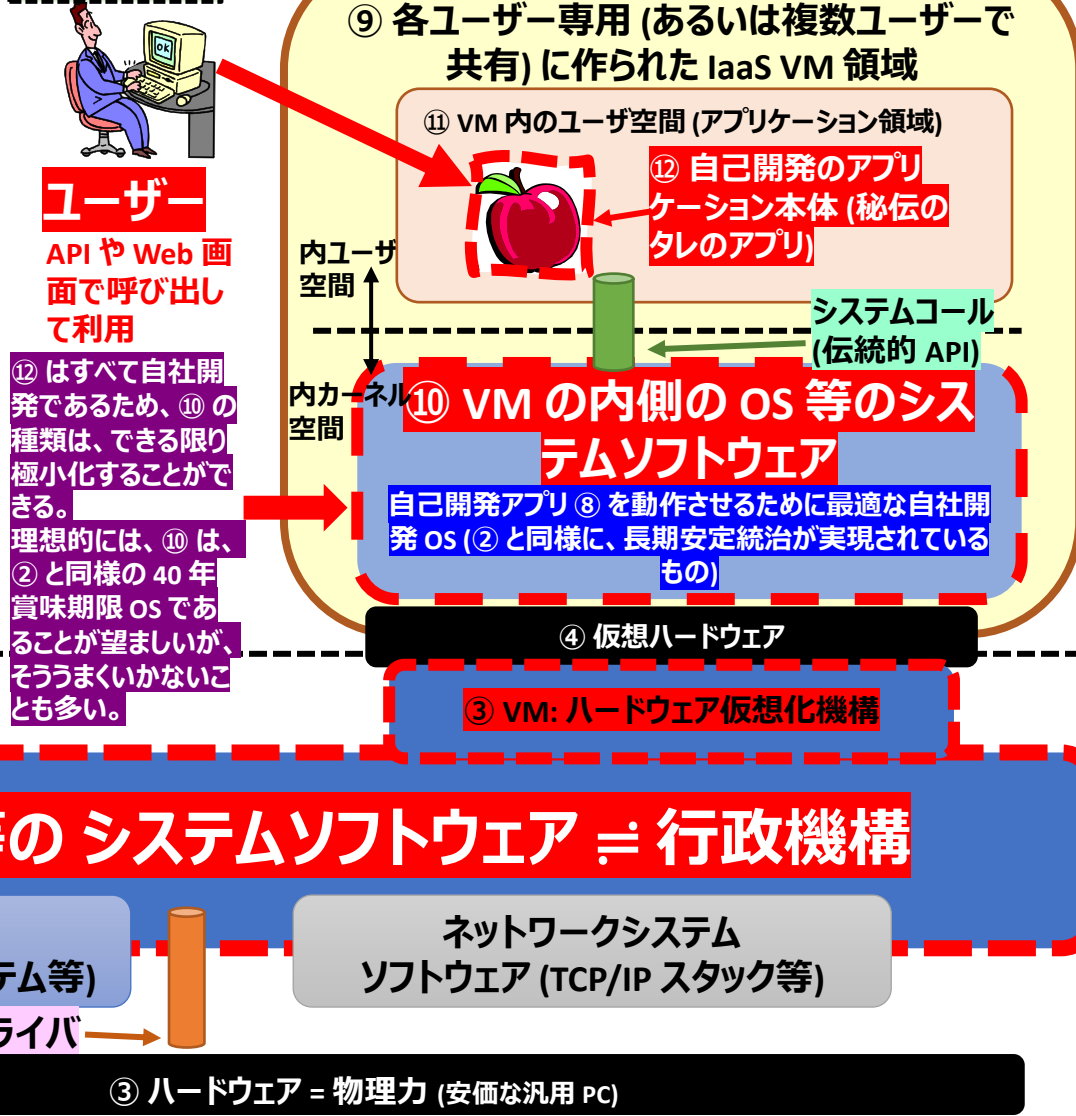 ⑨ 各ユーザー専用 (あるいは複数ユーザーで
共有) に作られた IaaS VM 領域
⑪ VM 内のユーザ空間 (アプリケーション領域)
OK
⑫ 自己開発のアプリ
ケーション本体 (秘伝の
タレのアプリ)
ユーザー
API や Web 画
面で呼び出し
て利用
内ユーザ
空間
システムコール
(伝統的 API)
⑫ はすべて自社開
発であるため、⑩ の
種類は、できる限り
極小化することがで
きる。
理想的には、⑩ は、
② と同様の 40 年
賞味期限 OS であ
ることが望ましいが、
そううまくいかないこ
とも多い。
内カーネル
空間
⑩ VM の内側の OS 等のシス
テムソフトウェア
自己開発アプリ ⑧ を動作させるために最適な自社開
発 OS (② と同様に、長期安定統治が実現されている
もの)
④ 仮想ハードウェア
③ VM: ハードウェア仮想化機構
の システムソフトウェア ≒ 行政機構
テム等)
ネットワークシステム
ソフトウェア (TCP/IP スタック等)
ライバ
③ ハードウェア = 物理力 (安価な汎用 PC)